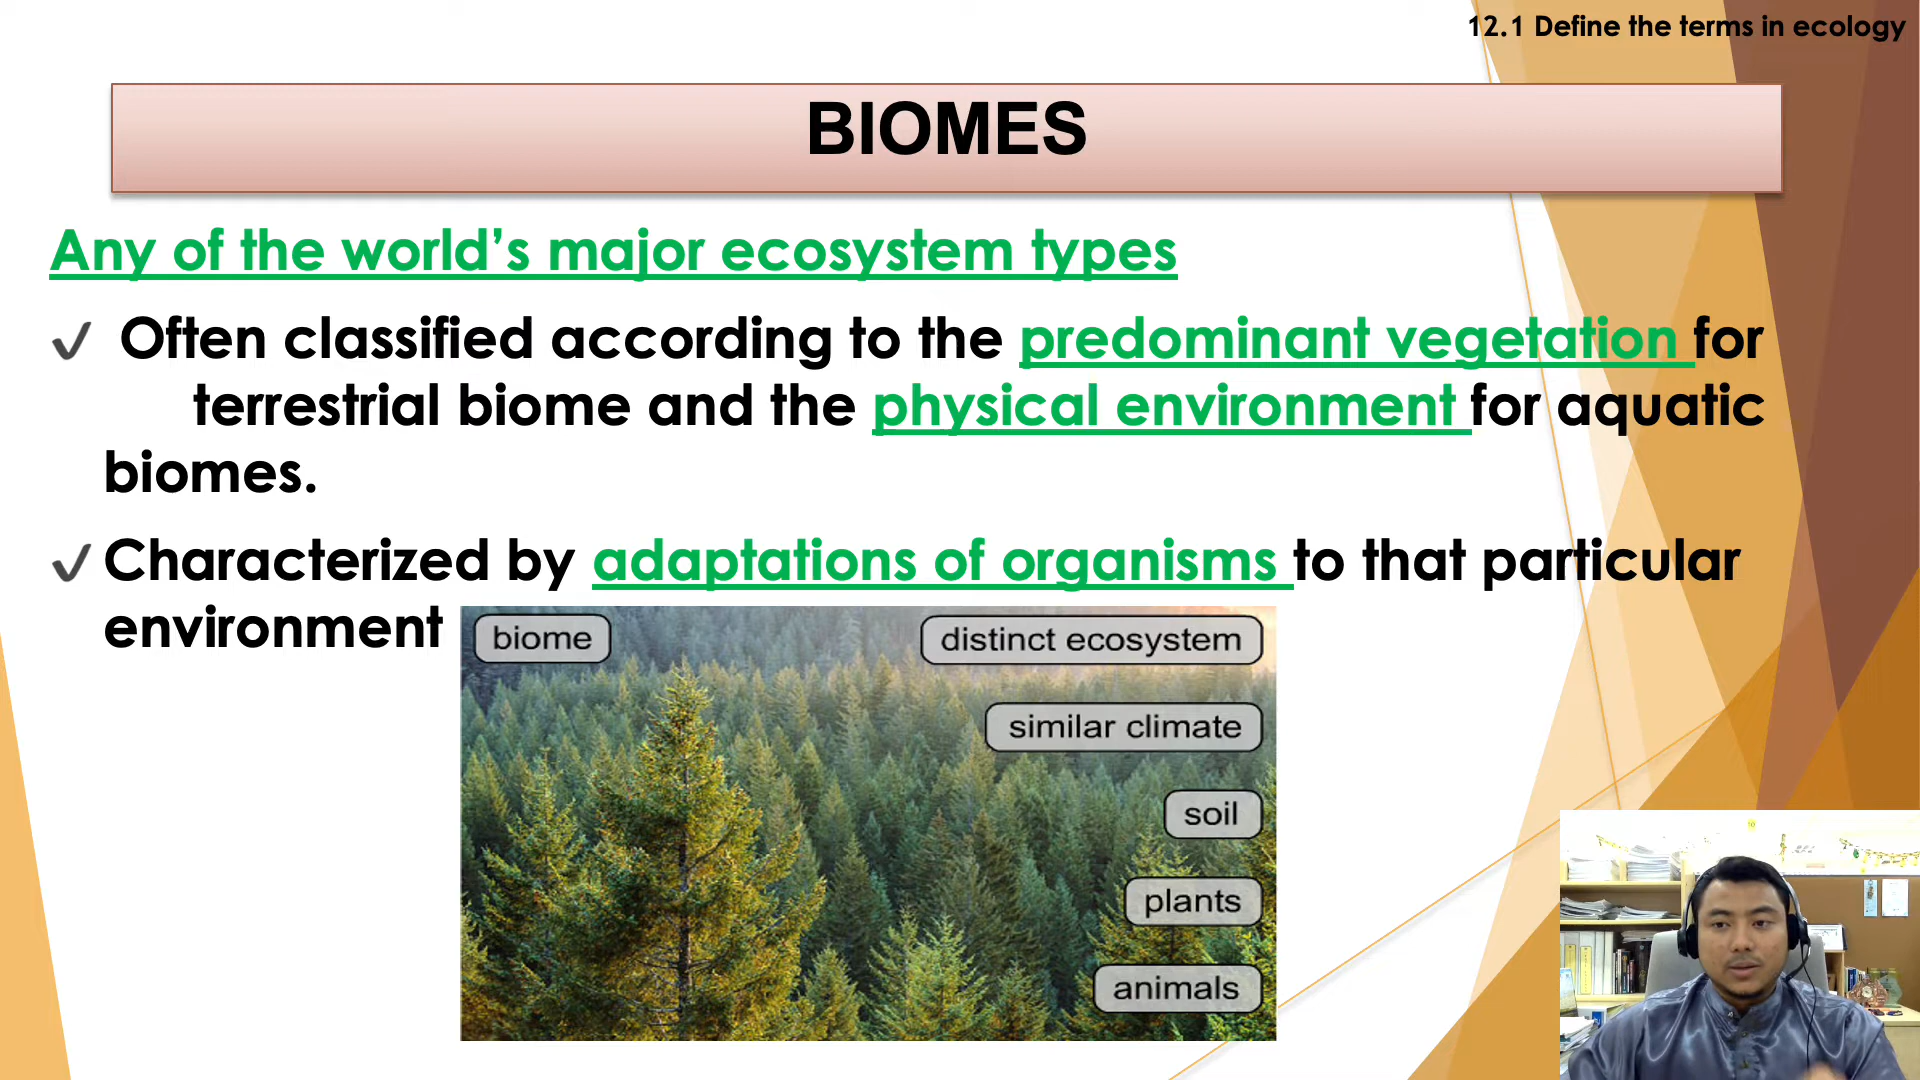 12.1 Define the terms in ecology
BIOMES
Any of the world’s major ecosystem types
✓ Often classified according to the predominant vegetation for
terrestrial biome and the physical environment for aquatic
biomes.
✓ Characterized by adaptations of organisms to that particular
environment
biome
distinct ecosystem
similar climate
soil
plants
animals